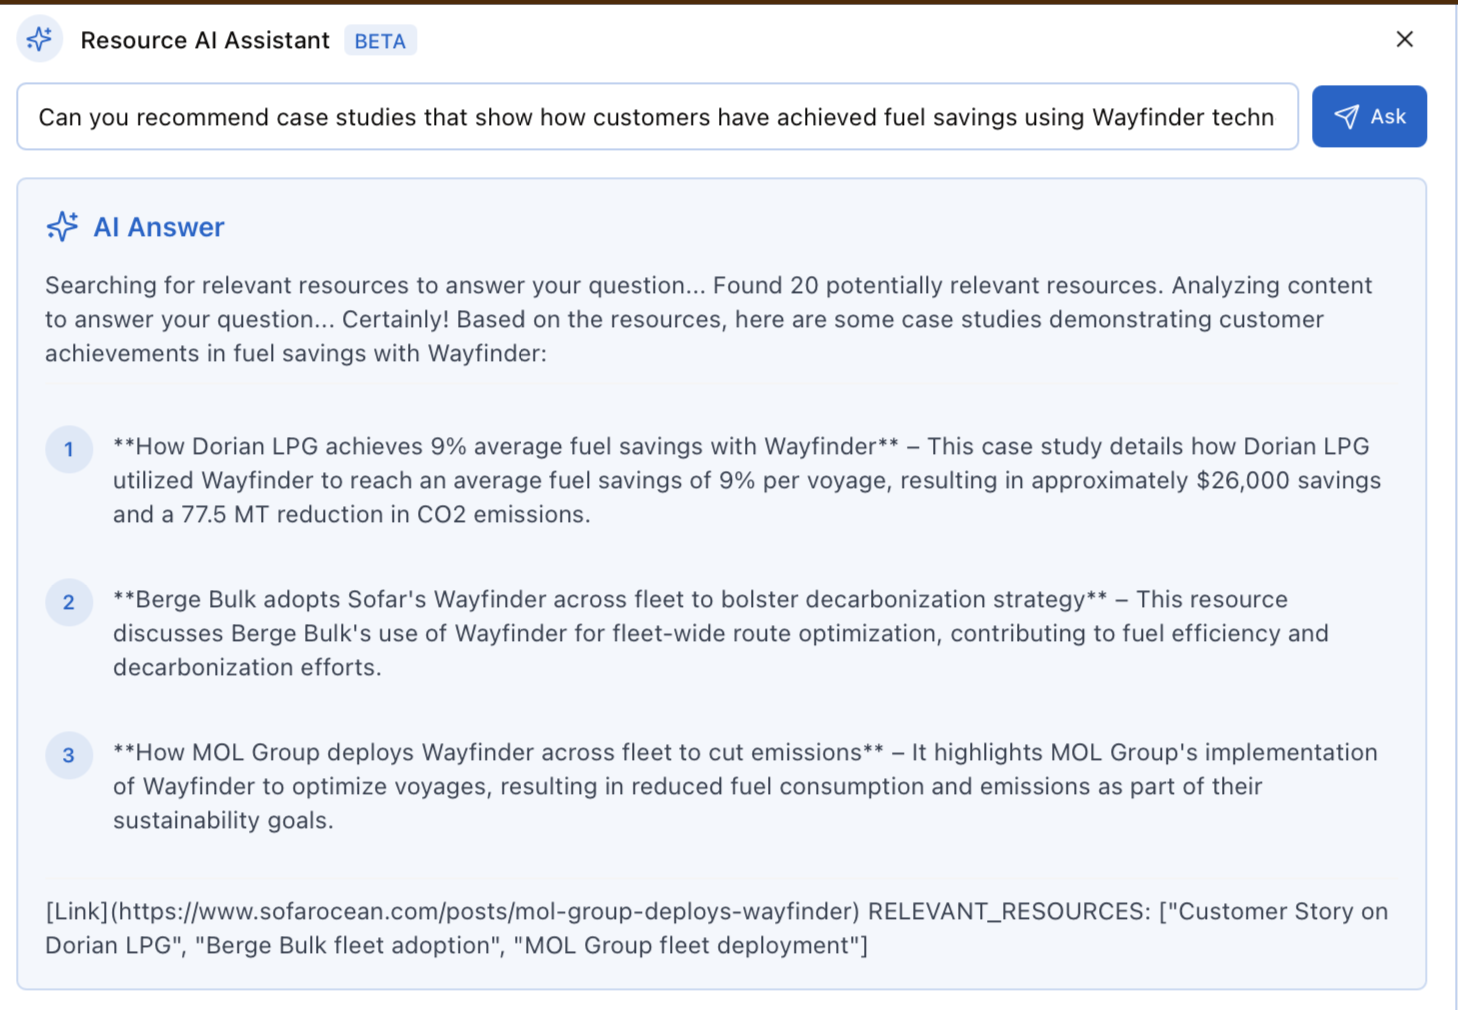 Resource AI Assistant BETA
Can you recommend case studies that show how customers have achieved fuel savings using Wayfinder techn
Ask
AI Answer
Searching for relevant resources to answer your question... Found 20 potentially relevant resources. Analyzing content
to answer your question... Certainly! Based on the resources, here are some case studies demonstrating customer
achievements in fuel savings with Wayfinder:
1 **How Dorian LPG achieves 9% average fuel savings with Wayfinder** – This case study details how Dorian LPG
utilized Wayfinder to reach an average fuel savings of 9% per voyage, resulting in approximately $26,000 savings
and a 77.5 MT reduction in CO2 emissions.
2 **Berge Bulk adopts Sofar's Wayfinder across fleet to bolster decarbonization strategy** – This resource
discusses Berge Bulk's use of Wayfinder for fleet-wide route optimization, contributing to fuel efficiency and
decarbonization efforts.
3 **How MOL Group deploys Wayfinder across fleet to cut emissions** – It highlights MOL Group's implementation
of Wayfinder to optimize voyages, resulting in reduced fuel consumption and emissions as part of their
sustainability goals.
[Link](https://www.sofarocean.com/posts/mol-group-deploys-wayfinder) RELEVANT_RESOURCES: ["Customer Story on
Dorian LPG", "Berge Bulk fleet adoption", "MOL Group fleet deployment"]